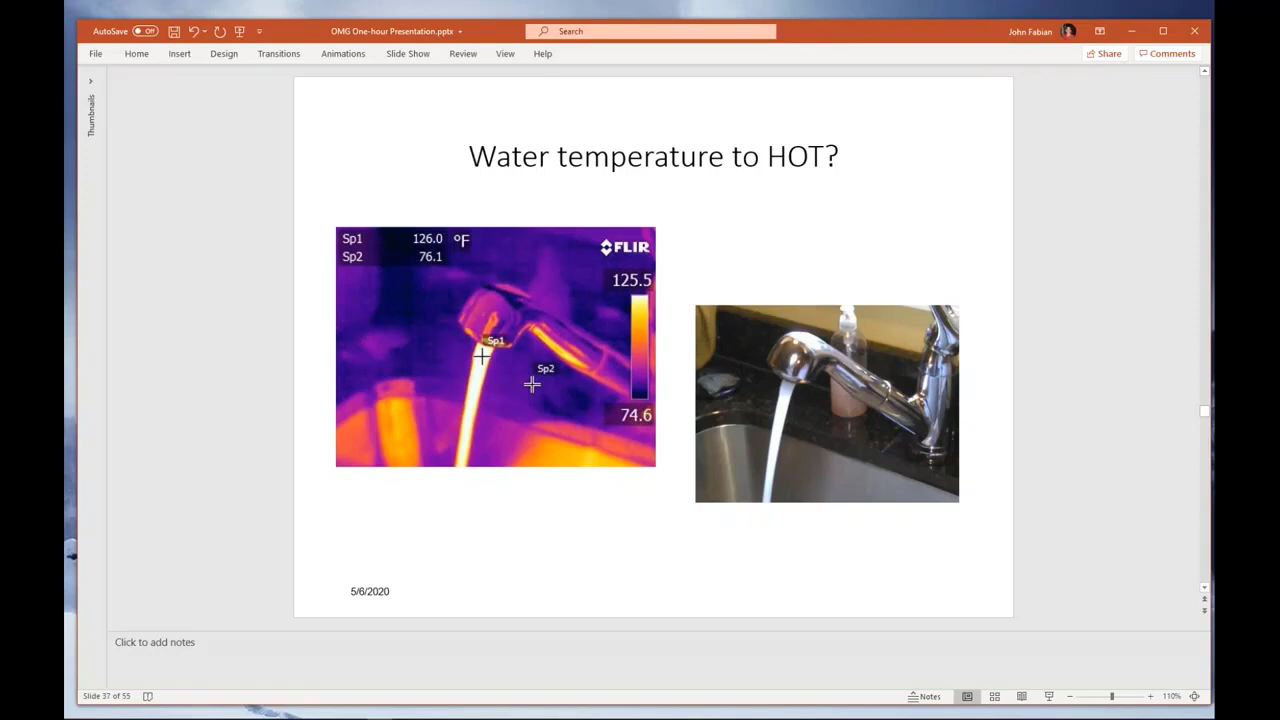 AutoSave Off OMG One-hour Presentation.pptx Search John Fabian
File Home Insert Design Transitions Animations Slide Show Review View Help Share Comments
Thumbnails
Water temperature to HOT?
Sp1 126.0 °F
Sp2 76.1
FLIR
125.5
Sp1
Sp2
74.6
5/6/2020
Click to add notes
Slide 37 of 55 Notes 110%